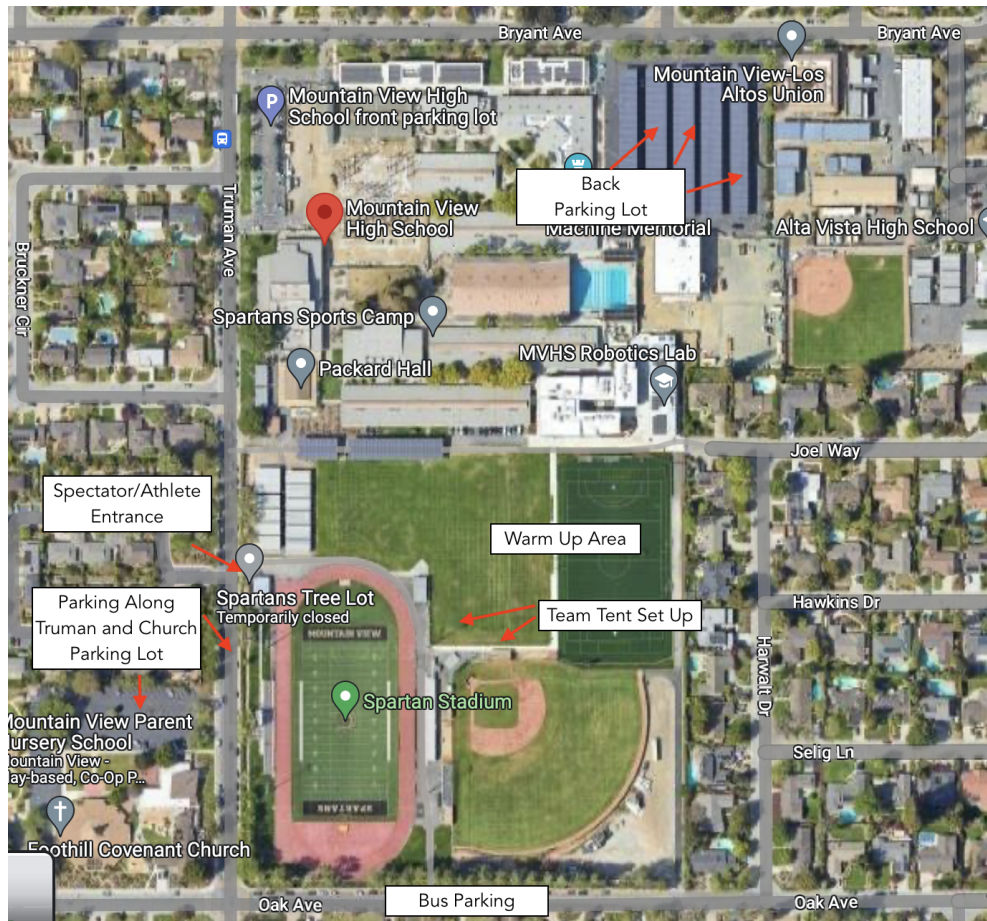 Bryant Ave
Bryant Ave
Mountain View-Los
Altos Union
P
Mountain View High
School front parking lot
Back
Parking Lot
Truman Ave
Mountain View
High School
Machine Memorial
Alta Vista High School
Bruckner Cir
Spartans Sports Camp
MVHS Robotics Lab
Packard Hall
Joel Way
Spectator/Athlete
Entrance
Warm Up Area
Spartans Tree Lot
Temporarily closed
Parking Along
Truman and Church
Parking Lot
Team Tent Set Up
Hawkins Dr
MOUNTAIN VIEW
Harwalt Dr
Spartan Stadium
Mountain View Parent
Nursery School
Mountain View -
Play-based, Co-Op P...
Selig Ln
SPARTANS
Foothill Covenant Church
Oak Ave
Bus Parking
Oak Ave